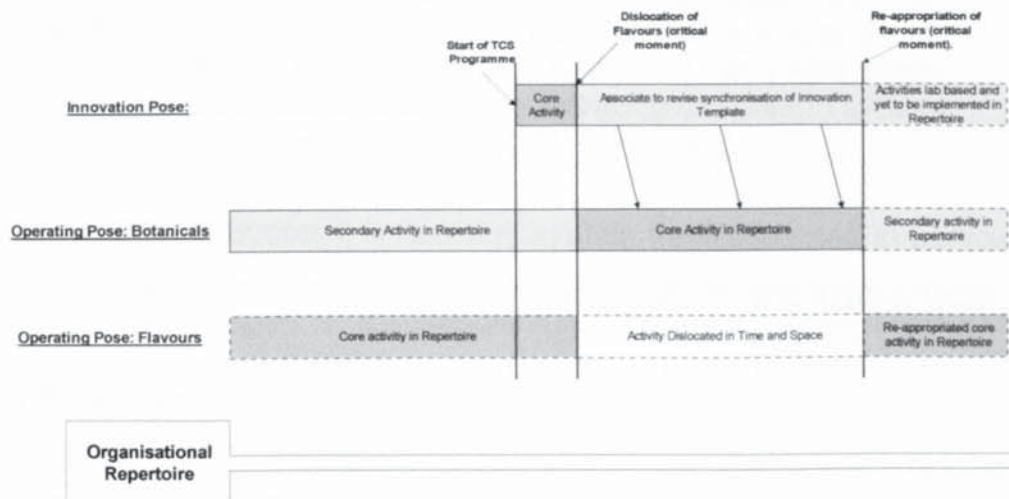 Dislocation of
Flavours (critical
moment)
Re-appropriation of
flavours (critical
moment).
Start of TCS
Programme
Innovation Pose:
Core
Activity
Associate to revise synchronisation of Innovation
Template
Activities lab based and
yet to be implemented in
Repertoire
Operating Pose: Botanicals
Secondary Activity in Repertoire
Core Activity in Repertoire
Secondary activity in
Repertoire
Operating Pose: Flavours
Core activity in Repertoire
Activity Dislocated in Time and Space
Re-appropriated core
activity in Repertoire
Organisational
Repertoire